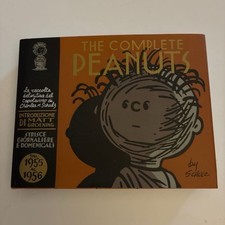 THE COMPLETE
PEANUTS
La raccolta
definitiva del
capolavoro di
Charles M. Schulz
INTRODUZIONE
DI MATT
GROENING
STRISCE
GIORNALIERE
E DOMENICALI
DAL 1955
AL 1956
by
Schulz